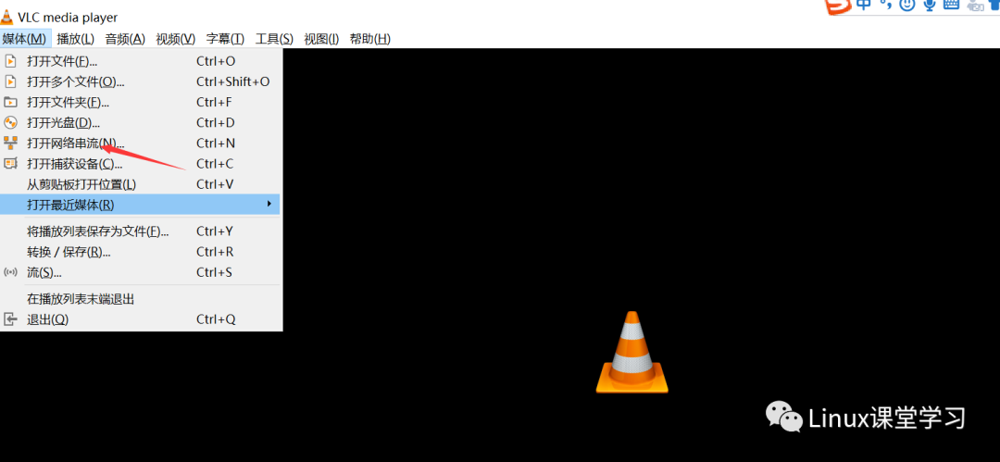 VLC media player
中
媒体(M) 播放(L) 音频(A) 视频(V) 字幕(T) 工具(S) 视图(I) 帮助(H)
打开文件(F)... Ctrl+O
打开多个文件(O)... Ctrl+Shift+O
打开文件夹(F)... Ctrl+F
打开光盘(D)... Ctrl+D
打开网络串流(N)... Ctrl+N
打开捕获设备(C)... Ctrl+C
从剪贴板打开位置(L) Ctrl+V
打开最近媒体(R)
将播放列表保存为文件(F)... Ctrl+Y
转换 / 保存(R)... Ctrl+R
流(S)... Ctrl+S
在播放列表末端退出
退出(Q) Ctrl+Q
Linux课堂学习